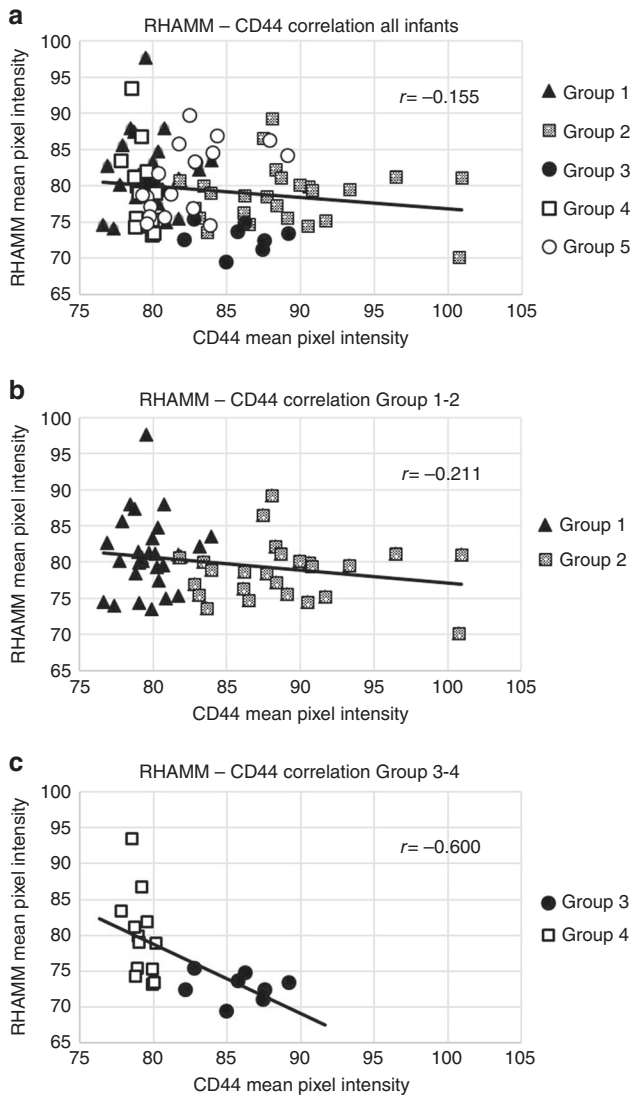 a
RHAMM – CD44 correlation all infants
RHAMM mean pixel intensity
100
95
90
85
80
75
70
65
r= –0.155
75 80 85 90 95 100 105
CD44 mean pixel intensity
Group 1
Group 2
Group 3
Group 4
Group 5
b
RHAMM – CD44 correlation Group 1-2
RHAMM mean pixel intensity
100
95
90
85
80
75
70
65
r= –0.211
75 80 85 90 95 100 105
CD44 mean pixel intensity
Group 1
Group 2
c
RHAMM – CD44 correlation Group 3-4
RHAMM mean pixel intensity
100
95
90
85
80
75
70
65
r= –0.600
75 80 85 90 95 100 105
CD44 mean pixel intensity
Group 3
Group 4